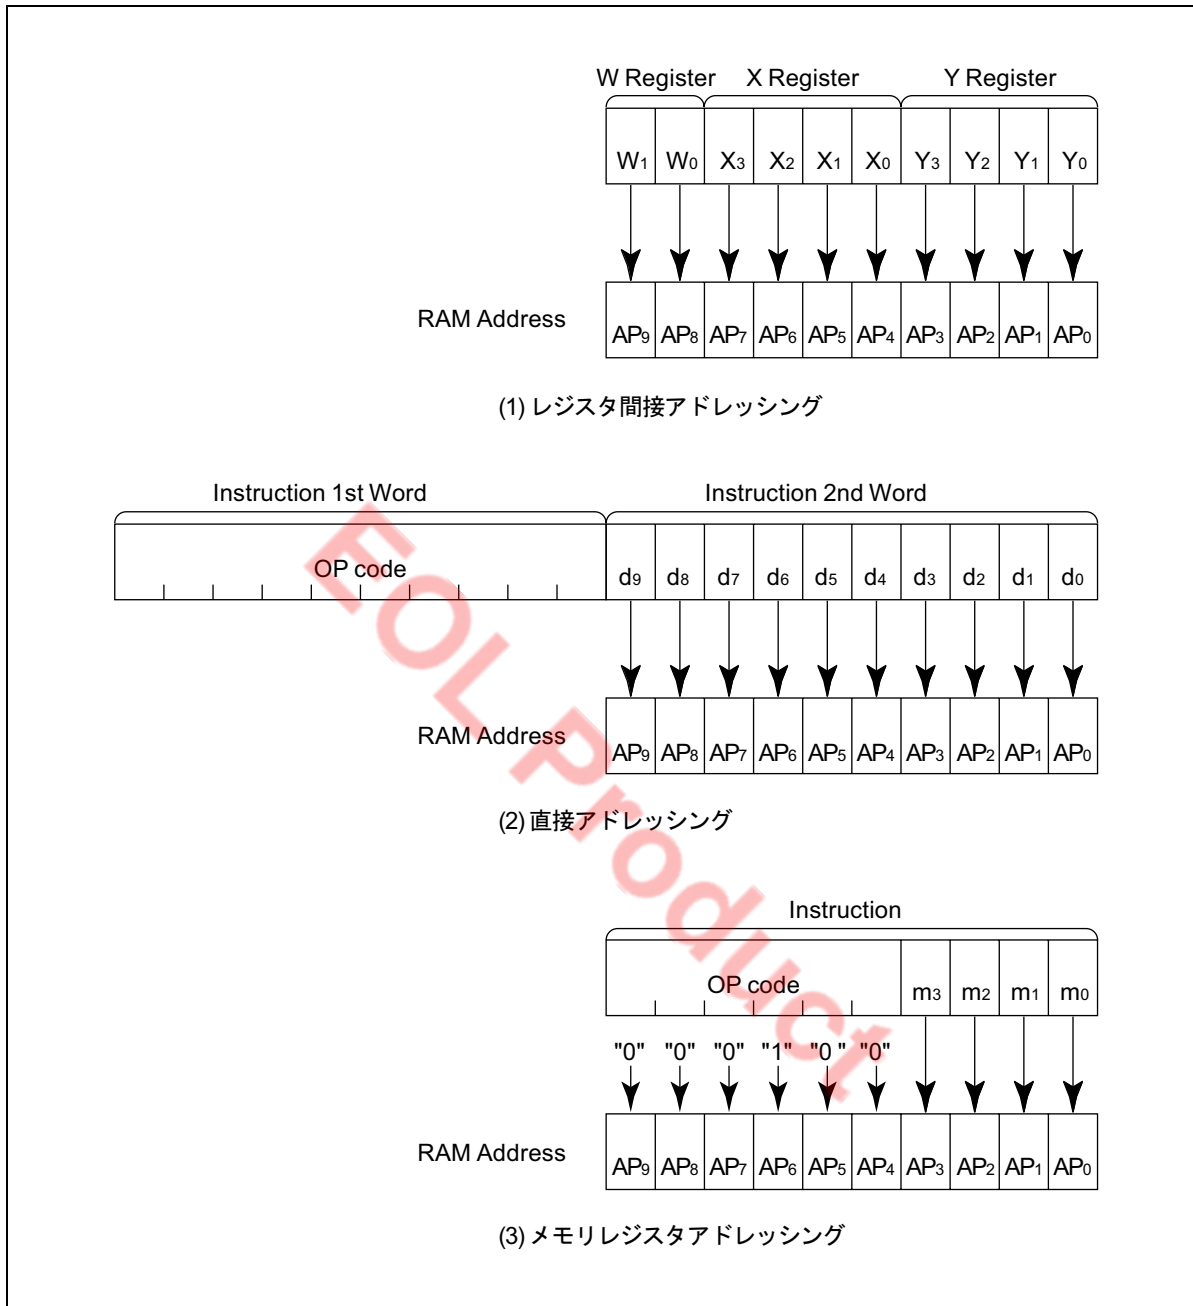 W Register X Register Y Register
W1 W0 X3 X2 X1 X0 Y3 Y2 Y1 Y0
RAM Address
AP9 AP8 AP7 AP6 AP5 AP4 AP3 AP2 AP1 AP0
(1) レジスタ間接アドレッシング
Instruction 1st Word Instruction 2nd Word
OP code d9 d8 d7 d6 d5 d4 d3 d2 d1 d0
RAM Address
AP9 AP8 AP7 AP6 AP5 AP4 AP3 AP2 AP1 AP0
(2) 直接アドレッシング
Instruction
OP code m3 m2 m1 m0
"0" "0" "0" "1" "0 " "0"
RAM Address
AP9 AP8 AP7 AP6 AP5 AP4 AP3 AP2 AP1 AP0
(3) メモリレジスタアドレッシング
EOL Product